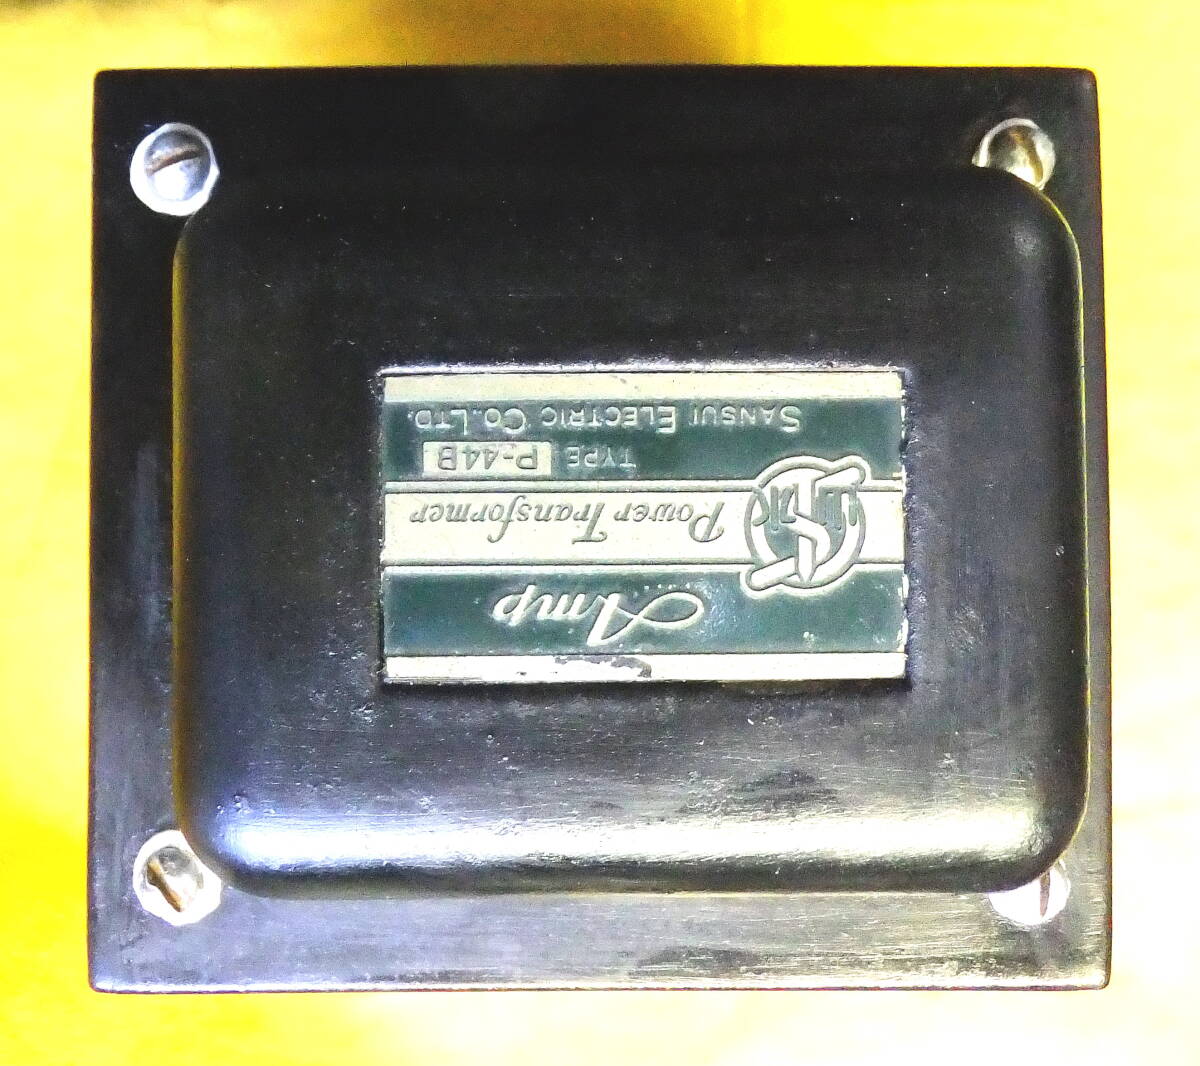 Amp
Power Transformer
TYPE P-44B
SANSUI ELECTRIC CO.LTD.